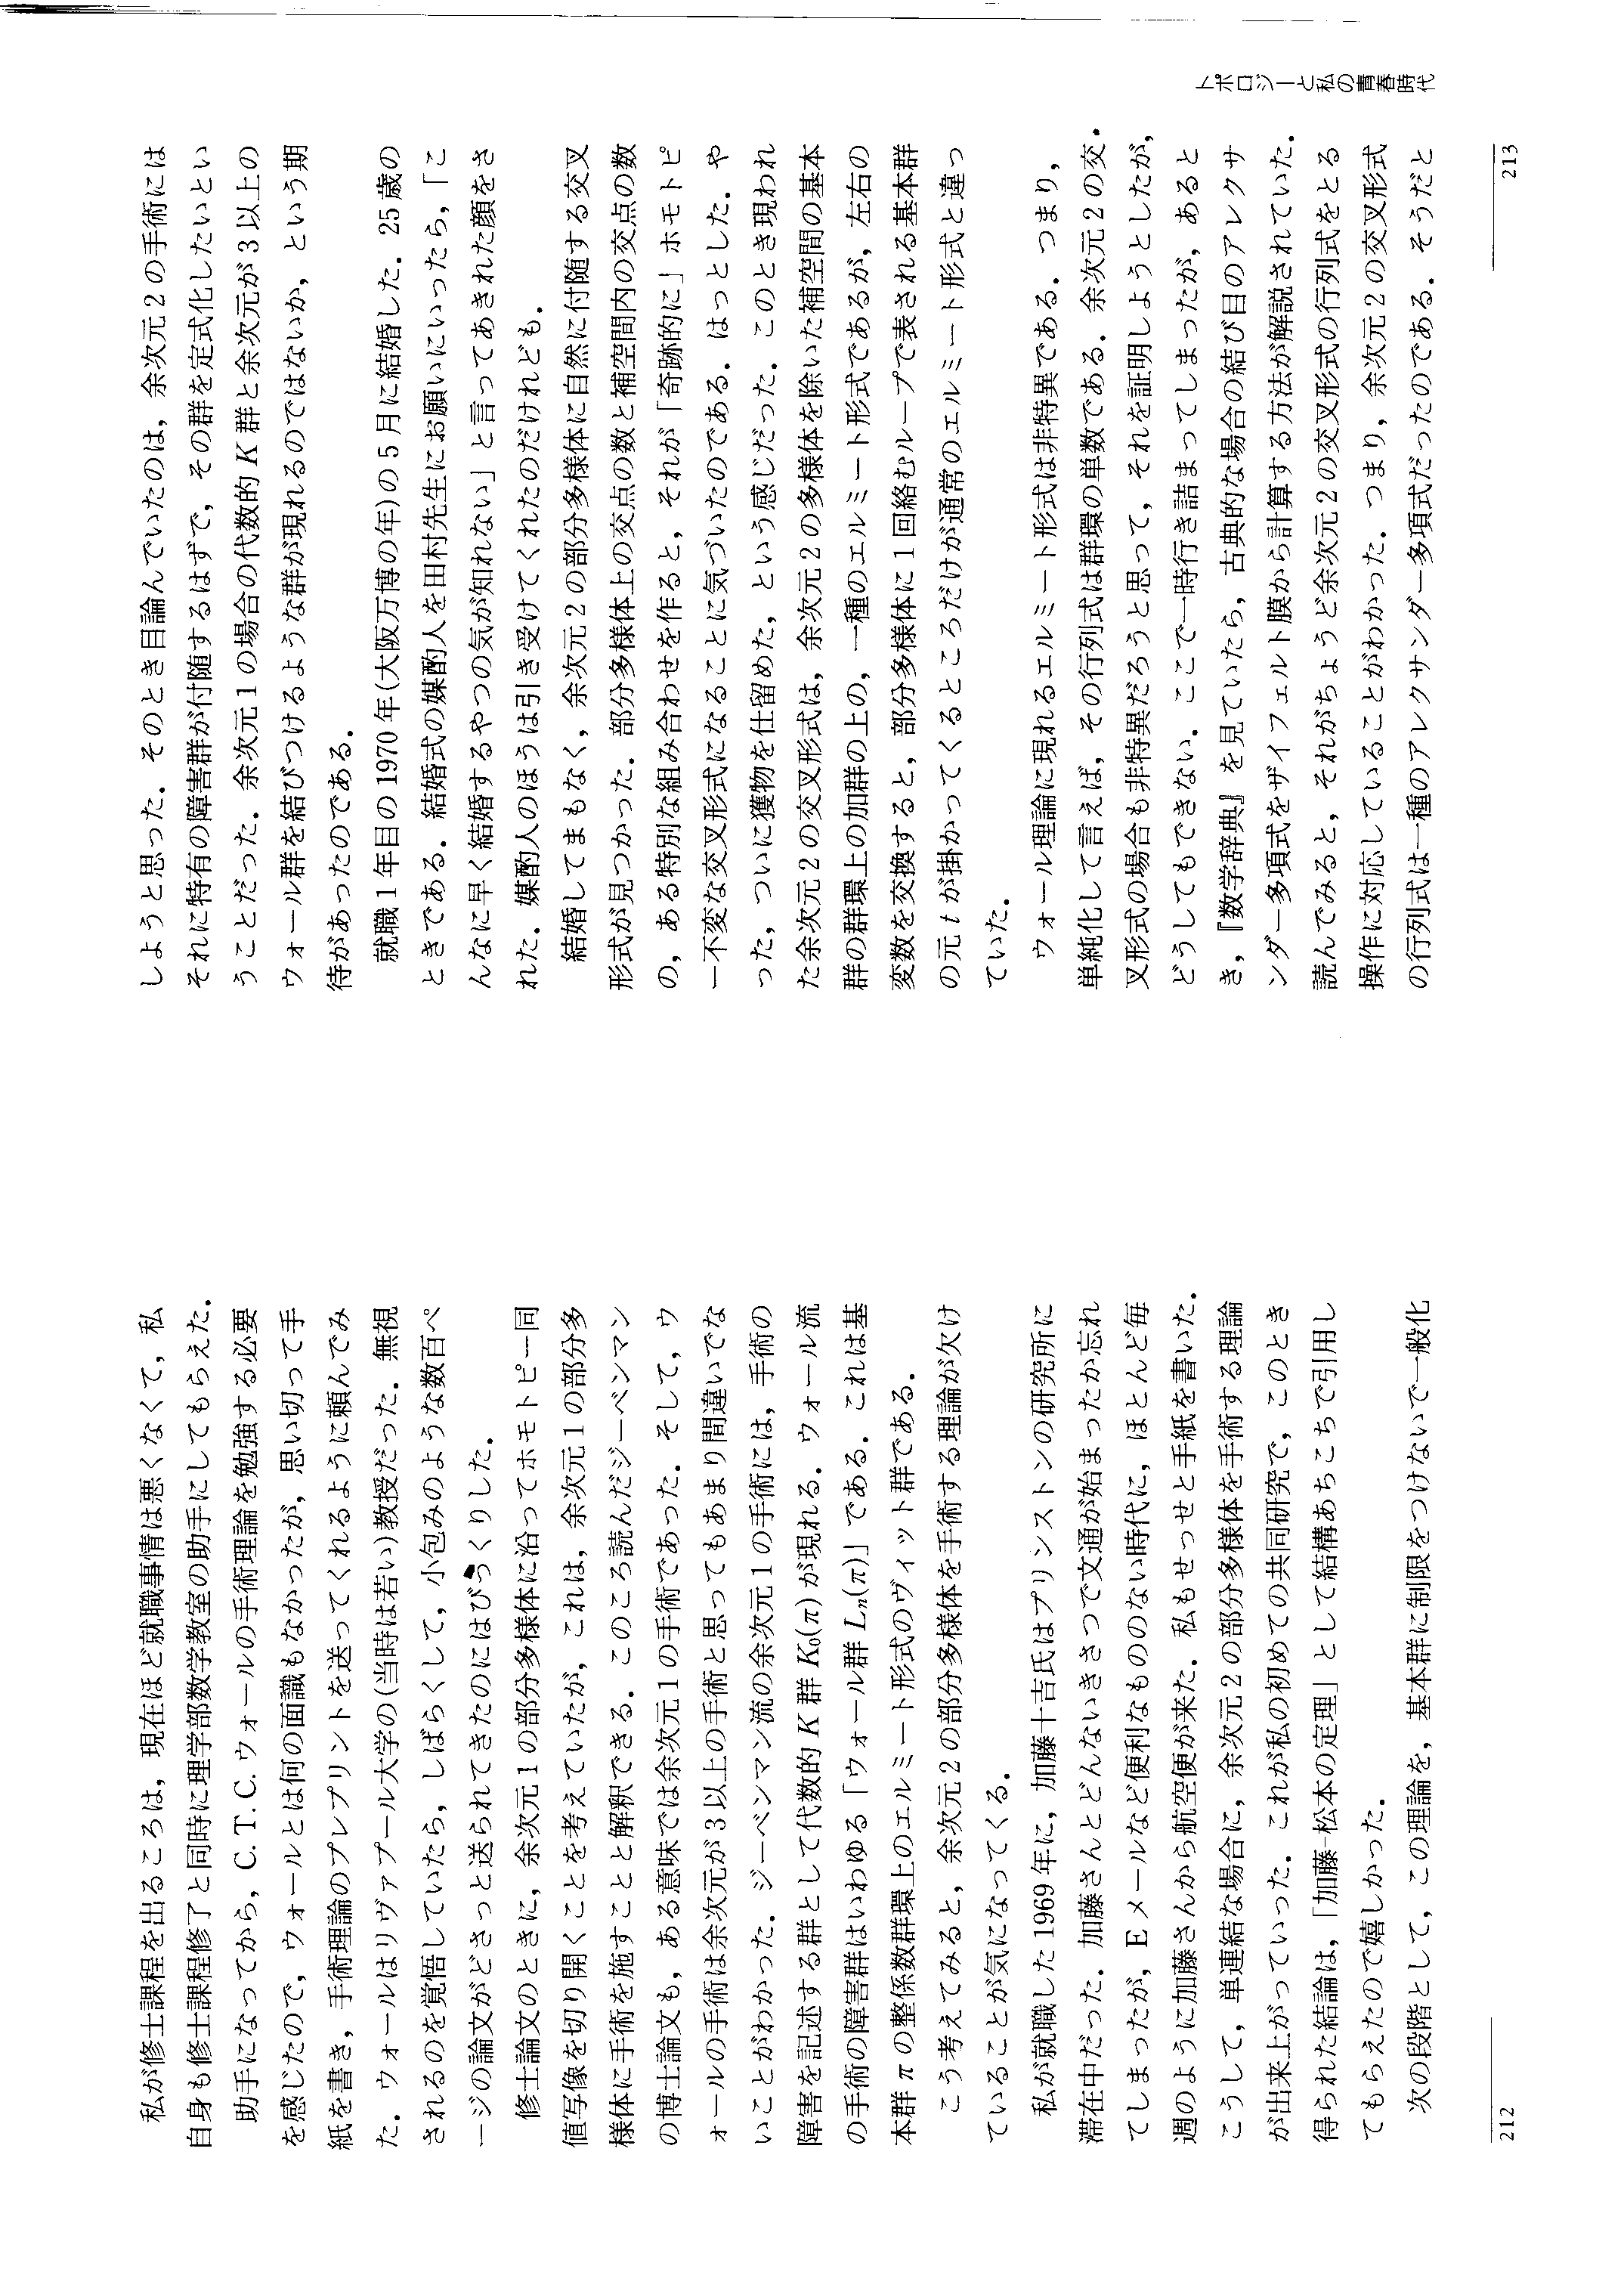 私が修士課程を出るころは，現在ほど就職事情は悪くなくて，私
自身も修士課程修了と同時に理学部数学教室の助手にしてもらえた．
助手になってから，C.T.C.ウォールの手術理論を勉強する必要
を感じたので，ウォールとは何の面識もなかったが，思い切って手
紙を書き，手術理論のプレプリントを送ってくれるように頼んでみ
た．ウォールはリヴァプール大学の(当時は若い)教授だった．無視
されるのを覚悟していたら，しばらくして，小包みのような数百ペ
ージの論文がどさっと送られてきたのにはびっくりした．
修士論文のときに，余次元1の部分多様体に沿ってホモトピー同
値写像を切り開くことを考えていたが，これは，余次元1の部分多
様体に手術を施すことと解釈できる．このころ読んだジーベンマン
の博士論文も，ある意味では余次元1の手術であった．そして，ウ
ォールの手術は余次元が3以上の手術と思ってもあまり間違いでな
いことがわかった．ジーベンマン流の余次元1の手術には，手術の
障害を記述する群として代数的K群K₀(π)が現れる．ウォール流
の手術の障害群はいわゆる「ウォール群Lₙ(π)」である．これは基
本群πの整係数群環上のエルミート形式のヴィット群である．
こう考えてみると，余次元2の部分多様体を手術する理論が欠け
ていることが気になってくる．
私が就職した1969年に，加藤十吉氏はプリンストンの研究所に
滞在中だった．加藤さんとどんないきさつで文通が始まったか忘れ
てしまったが，Eメールなど便利なもののない時代に，ほとんど毎
週のように加藤さんから航空便が来た．私もせっせと手紙を書いた．
こうして，単連結な場合に，余次元2の部分多様体を手術する理論
が出来上がっていった．これが私の初めての共同研究で，このとき
得られた結論は，「加藤-松本の定理」として結構あちこちで引用し
てもらえたので嬉しかった．
次の段階として，この理論を，基本群に制限をつけないで一般化
212
トポロジーと私の青春時代
しようと思った．そのとき目論んでいたのは，余次元2の手術には
それに特有の障害群が付随するはずで，その群を定式化したいとい
うことだった．余次元1の場合の代数的K群と余次元が3以上の
ウォール群を結びつけるような群が現れるのではないか，という期
待があったのである．
就職1年目の1970年(大阪万博の年)の5月に結婚した．25歳の
ときである．結婚式の媒酌人を田村先生にお願いにいったら，「こ
んなに早く結婚するやつの気が知れない」と言ってあきれた顔をさ
れた．媒酌人のほうは引き受けてくれたのだけれども．
結婚してまもなく，余次元2の部分多様体に自然に付随する交叉
形式が見つかった．部分多様体上の交点の数と補空間内の交点の数
の，ある特別な組み合わせを作ると，それが「奇跡的に」ホモトピ
ー不変な交叉形式になることに気づいたのである．はっとした．や
った，ついに獲物を仕留めた，という感じだった．このとき現われ
た余次元2の交叉形式は，余次元2の多様体を除いた補空間の基本
群の群環上の加群の上の，一種のエルミート形式であるが，左右の
変数を交換すると，部分多様体に1回絡むループで表される基本群
の元tが掛かってくるところだけが通常のエルミート形式と違っ
ていた．
ウォール理論に現れるエルミート形式は非特異である．つまり，
単純化して言えば，その行列式は群環の単数である．余次元2の交．
叉形式の場合も非特異だろうと思って，それを証明しようとしたが，
どうしてもできない．ここで一時行き詰まってしまったが，あると
き，『数学辞典』を見ていたら，古典的な場合の結び目のアレクサ
ンダー多項式をザイフェルト膜から計算する方法が解説されていた．
読んでみると，それがちょうど余次元2の交叉形式の行列式をとる
操作に対応していることがわかった．つまり，余次元2の交叉形式
の行列式は一種のアレクサンダー多項式だったのである．そうだと
213